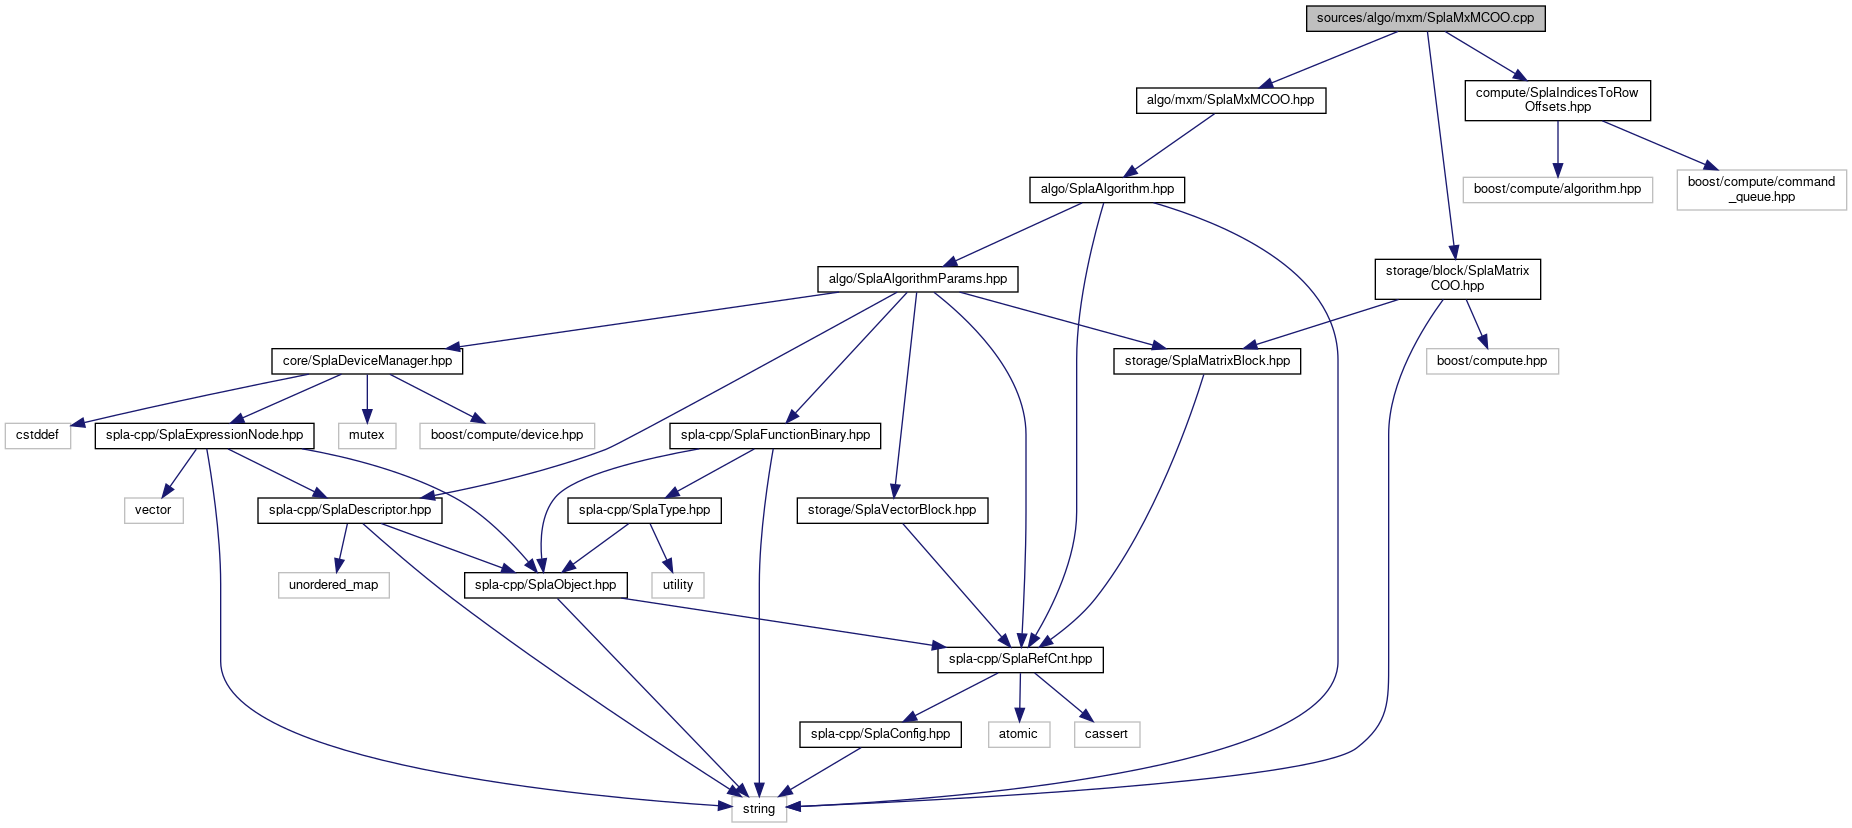 sources/algo/mxm/SplaMxMCOO.cpp
algo/mxm/SplaMxMCOO.hpp
compute/SplaIndicesToRow
Offsets.hpp
algo/SplaAlgorithm.hpp
boost/compute/algorithm.hpp
boost/compute/command
_queue.hpp
algo/SplaAlgorithmParams.hpp
storage/block/SplaMatrix
COO.hpp
core/SplaDeviceManager.hpp
storage/SplaMatrixBlock.hpp
boost/compute.hpp
cstddef
spla-cpp/SplaExpressionNode.hpp
mutex
boost/compute/device.hpp
spla-cpp/SplaFunctionBinary.hpp
vector
spla-cpp/SplaDescriptor.hpp
spla-cpp/SplaType.hpp
storage/SplaVectorBlock.hpp
unordered_map
spla-cpp/SplaObject.hpp
utility
spla-cpp/SplaRefCnt.hpp
spla-cpp/SplaConfig.hpp
atomic
cassert
string